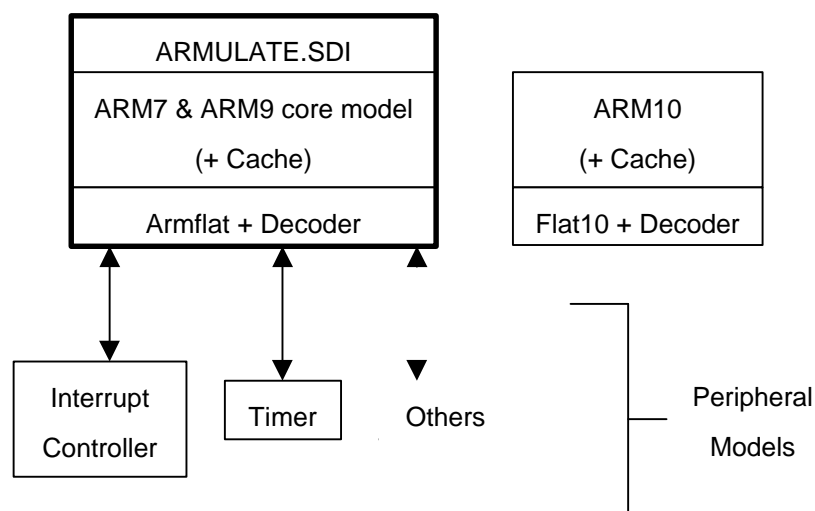 ARMULATE.SDI
ARM7 & ARM9 core model
(+ Cache)
Armflat + Decoder
ARM10
(+ Cache)
Flat10 + Decoder
Interrupt
Controller
Timer
Others
Peripheral
Models